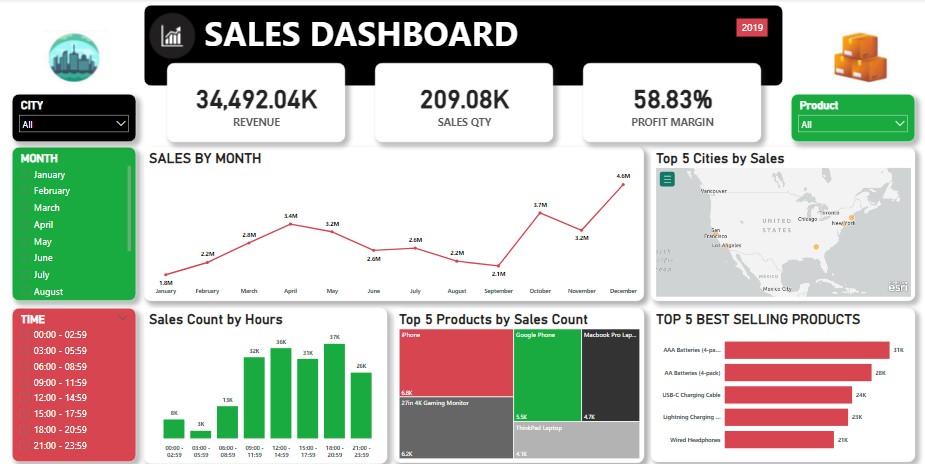 SALES DASHBOARD
2019
34,492.04K
REVENUE
209.08K
SALES QTY
58.83%
PROFIT MARGIN
CITY
All
Product
All
MONTH
January
February
March
April
May
June
July
August
SALES BY MONTH
1.8M
2.2M
2.8M
3.4M
3.2M
2.6M
2.6M
2.2M
2.1M
3.7M
3.2M
4.6M
January
February
March
April
May
June
July
August
September
October
November
December
Top 5 Cities by Sales
Vancouver
Toronto
Chicago
New York
UNITED
STATES
San
Francisco
Los Angeles
MÉXICO
Mexico City
esri
TIME
00:00 - 02:59
03:00 - 05:59
06:00 - 08:59
09:00 - 11:59
12:00 - 14:59
15:00 - 17:59
18:00 - 20:59
21:00 - 23:59
Sales Count by Hours
8K
3K
13K
32K
36K
31K
37K
26K
00:00 - 02:59
03:00 - 05:59
06:00 - 08:59
09:00 - 11:59
12:00 - 14:59
15:00 - 17:59
18:00 - 20:59
21:00 - 23:59
Top 5 Products by Sales Count
iPhone
6.8K
27in 4K Gaming Monitor
6.2K
Google Phone
5.5K
Macbook Pro Lap...
4.7K
ThinkPad Laptop
4.1K
TOP 5 BEST SELLING PRODUCTS
AAA Batteries (4-pa...
31K
AA Batteries (4-pack)
28K
USB-C Charging Cable
24K
Lightning Charging ...
23K
Wired Headphones
21K